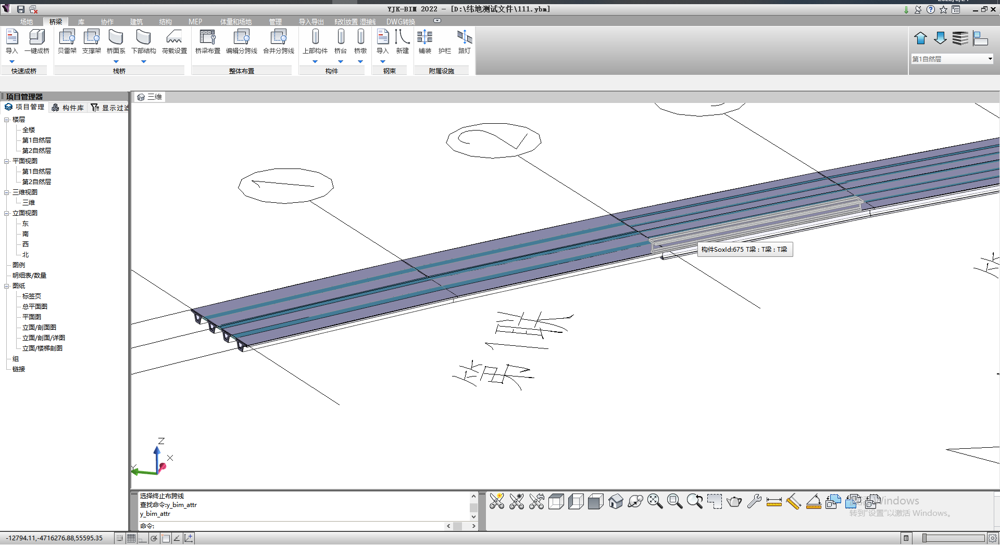 YJK-BIM 2022 - [D:\纬地测试文件\111.ybm]
场地 桥梁 库 协作 建筑 结构 MEP 体量和场地 管理 导入导出 DWG转换
导入 一键成桥 贝雷架 支撑架 桥面系 下部结构 荷载设置 桥梁布置 编辑分跨线 合并分跨线 上部构件 桥台 桥墩 导入 新建 铺装 护栏 路灯
快速成桥 栈桥 整体布置 构件 钢束 附属设施
第1自然层
项目管理器
项目管理 构件库 显示过滤
三维
楼层
全楼
第1自然层
第2自然层
平面视图
第1自然层
第2自然层
三维视图
三维
立面视图
东
南
西
北
图例
明细表/数量
图纸
标签页
总平面图
平面图
立面/剖面图
立面/剖面/详图
立面/楼梯剖图
组
链接
1
2
构件SoxId:675 T梁 : T梁 : T梁
Z
X
Y
选择终止布跨线
查找命令:y_bim_attr
y_bim_attr
命令:
激活 Windows
转到"设置"以激活 Windows。
-12794.11,-4716276.88,55595.35